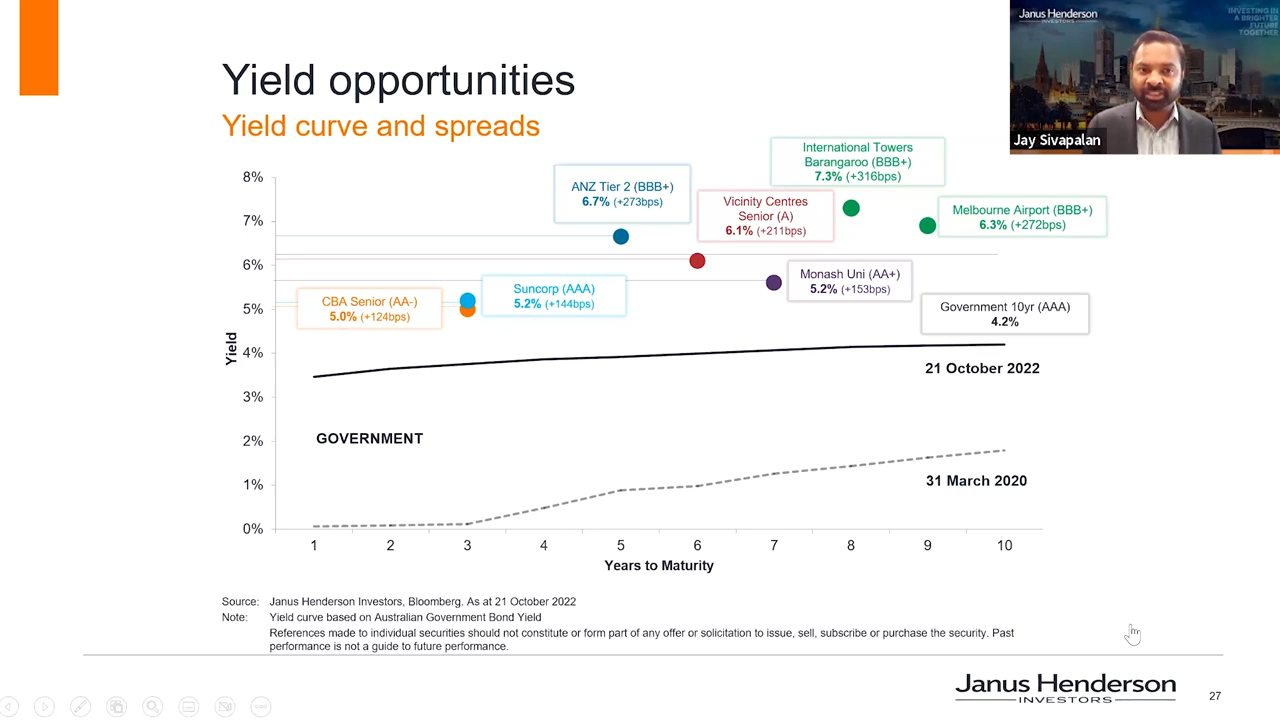 Janus Henderson
INVESTORS
INVESTING IN
A BRIGHTER
FUTURE
TOGETHER
Jay Sivapalan
Yield opportunities
Yield curve and spreads
International Towers
Barangaroo (BBB+)
7.3% (+316bps)
ANZ Tier 2 (BBB+)
6.7% (+273bps)
Vicinity Centres
Senior (A)
6.1% (+211bps)
Melbourne Airport (BBB+)
6.3% (+272bps)
Monash Uni (AA+)
5.2% (+153bps)
Suncorp (AAA)
5.2% (+144bps)
CBA Senior (AA-)
5.0% (+124bps)
Government 10yr (AAA)
4.2%
8%
7%
6%
5%
4%
3%
2%
1%
0%
Yield
21 October 2022
GOVERNMENT
31 March 2020
1 2 3 4 5 6 7 8 9 10
Years to Maturity
Source: Janus Henderson Investors, Bloomberg. As at 21 October 2022
Note: Yield curve based on Australian Government Bond Yield
References made to individual securities should not constitute or form part of any offer or solicitation to issue, sell, subscribe or purchase the security. Past
performance is not a guide to future performance.
Janus Henderson
INVESTORS
27